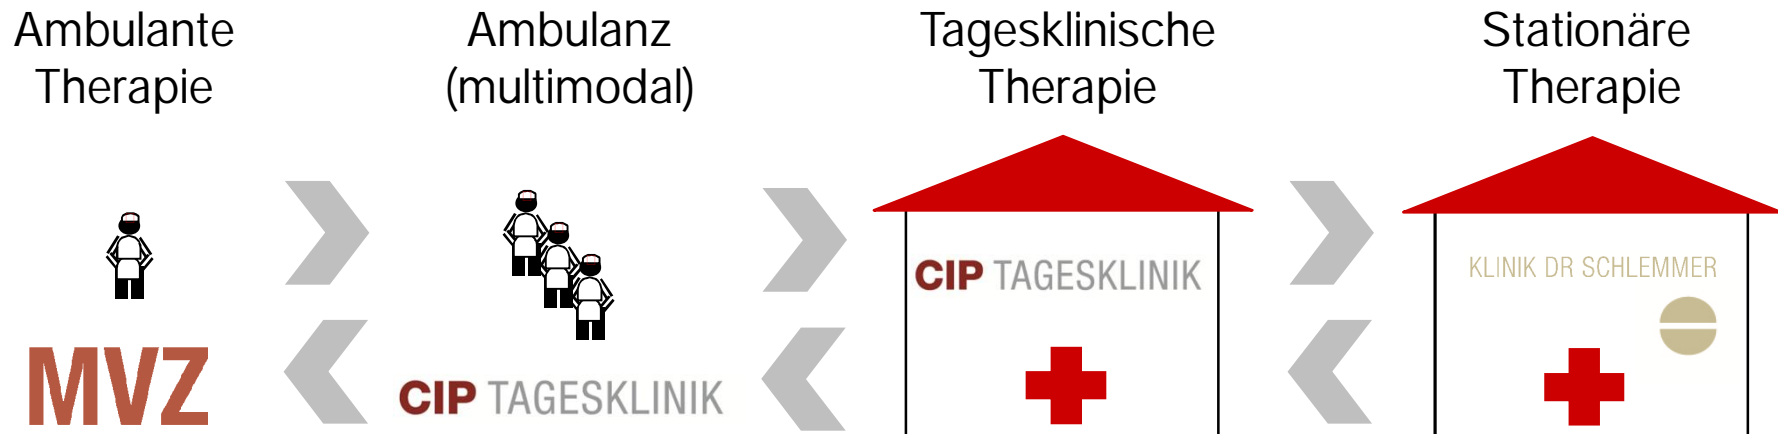 Ambulante
Therapie
Ambulanz
(multimodal)
Tagesklinische
Therapie
Stationäre
Therapie
MVZ
CIP TAGESKLINIK
CIP TAGESKLINIK
KLINIK DR SCHLEMMER